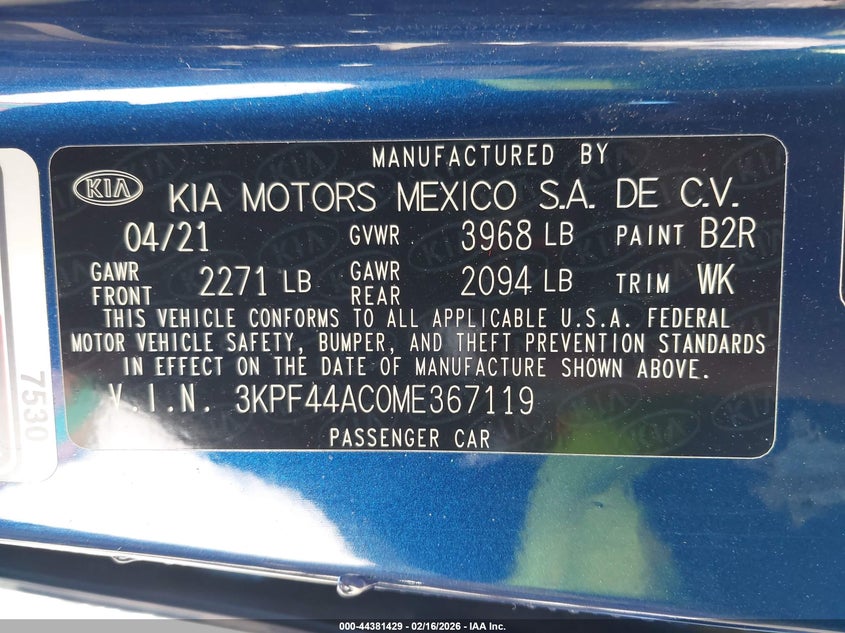 MANUFACTURED BY
KIA KIA MOTORS MEXICO S.A. DE C.V.
04/21 GVWR 3968 LB PAINT B2R
GAWR FRONT 2271 LB GAWR REAR 2094 LB TRIM WK
THIS VEHICLE CONFORMS TO ALL APPLICABLE U.S.A. FEDERAL
MOTOR VEHICLE SAFETY, BUMPER, AND THEFT PREVENTION STANDARDS
IN EFFECT ON THE DATE OF MANUFACTURE SHOWN ABOVE.
V.I.N. 3KPF44AC0ME367119
PASSENGER CAR
7530
000-44381429 - 02/16/2026 - IAA Inc.